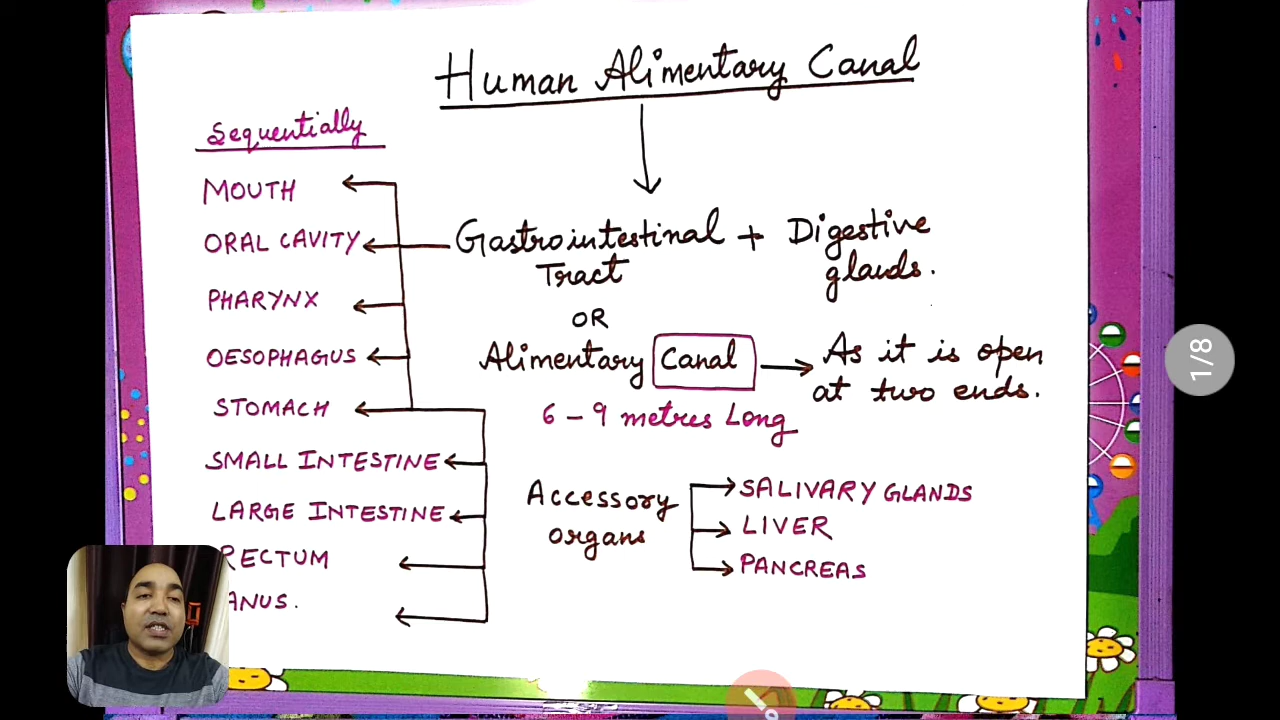 Human Alimentary Canal
Sequentially
MOUTH
ORAL CAVITY
PHARYNX
OESOPHAGUS
STOMACH
SMALL INTESTINE
LARGE INTESTINE
RECTUM
ANUS.
Gastrointestinal + Digestive
Tract glands.
OR
Alimentary Canal
As it is open
at two ends.
6-9 metres Long
Accessory
organs
SALIVARY GLANDS
LIVER
PANCREAS
1/8